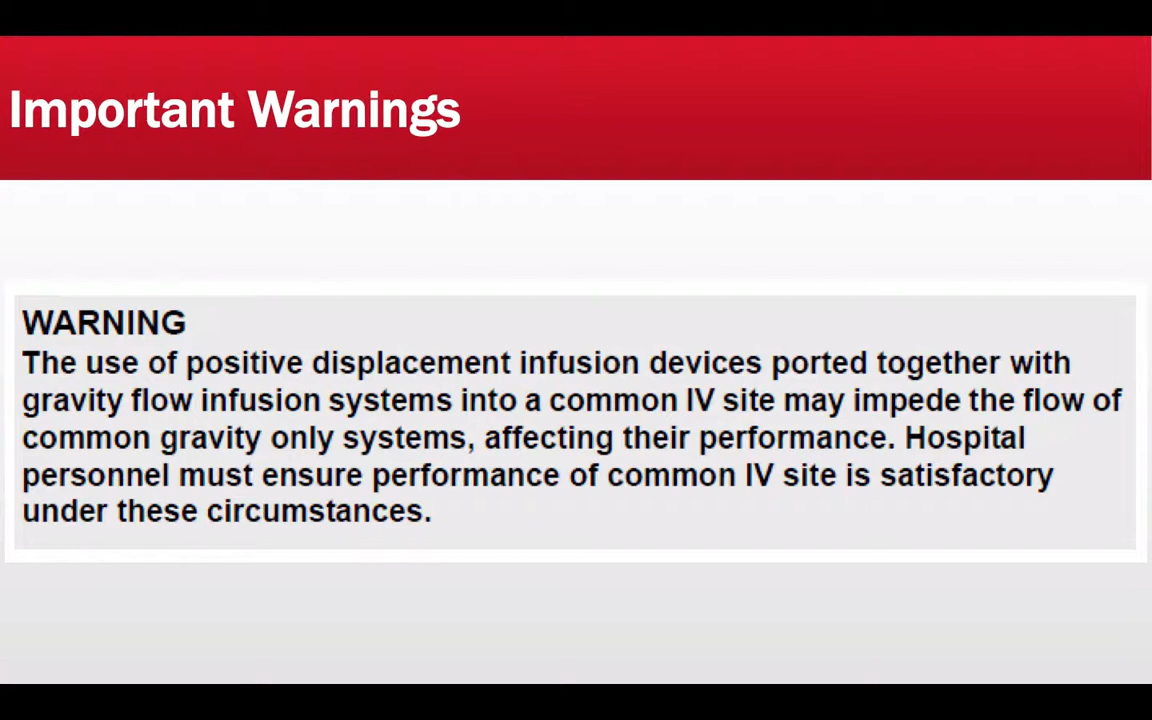 Important Warnings
WARNING
The use of positive displacement infusion devices ported together with
gravity flow infusion systems into a common IV site may impede the flow of
common gravity only systems, affecting their performance. Hospital
personnel must ensure performance of common IV site is satisfactory
under these circumstances.